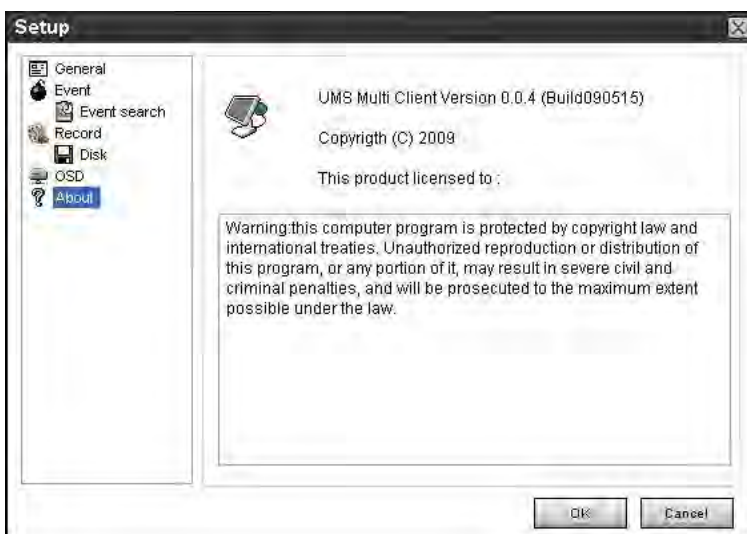 Setup
General
Event
Event search
Record
Disk
OSD
About
UMS Multi Client Version 0.0.4 (Build090515)
Copyrigth (C) 2009
This product licensed to :
Warning:this computer program is protected by copyright law and
international treaties. Unauthorized reproduction or distribution of
this program, or any portion of it, may result in severe civil and
criminal penalties, and will be prosecuted to the maximum extent
possible under the law.
OK
Cancel